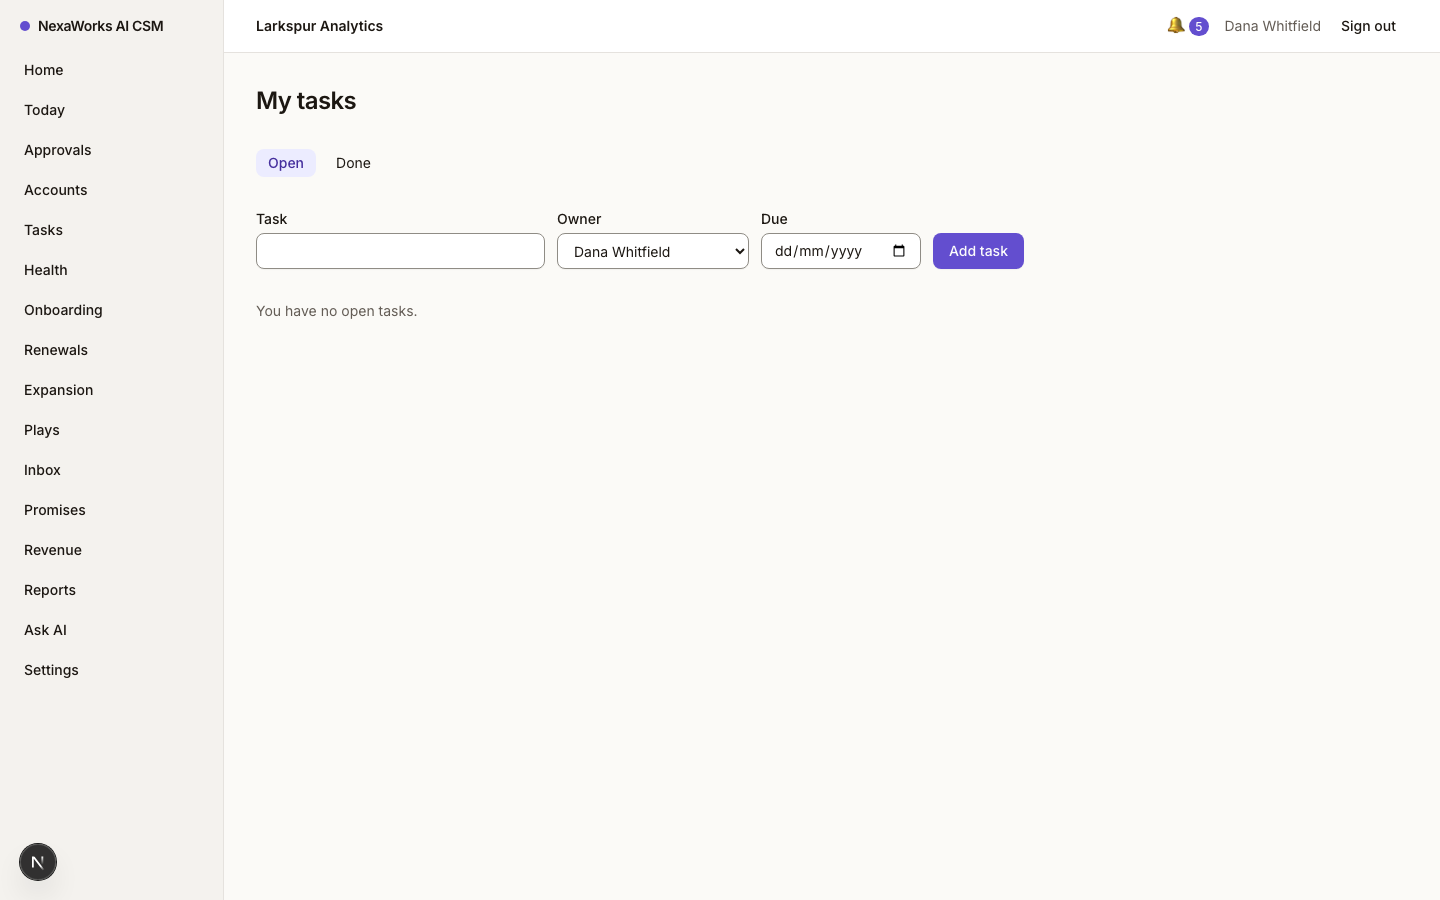 NexaWorks AI CSM
Home
Today
Approvals
Accounts
Tasks
Health
Onboarding
Renewals
Expansion
Plays
Inbox
Promises
Revenue
Reports
Ask AI
Settings
N
Larkspur Analytics
5 Dana Whitfield Sign out
My tasks
Open Done
Task Owner Due
Dana Whitfield dd/mm/yyyy Add task
You have no open tasks.